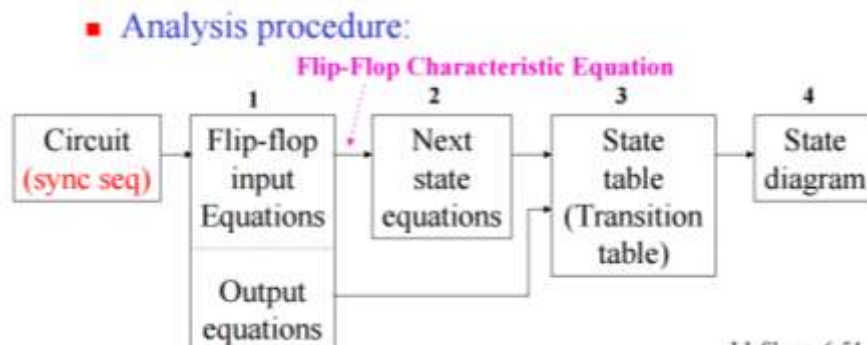 Analysis procedure:
Flip-Flop Characteristic Equation
1
2
3
4
Circuit
(sync seq)
Flip-flop
input
Equations
Next
state
equations
State
table
(Transition
table)
State
diagram
Output
equations